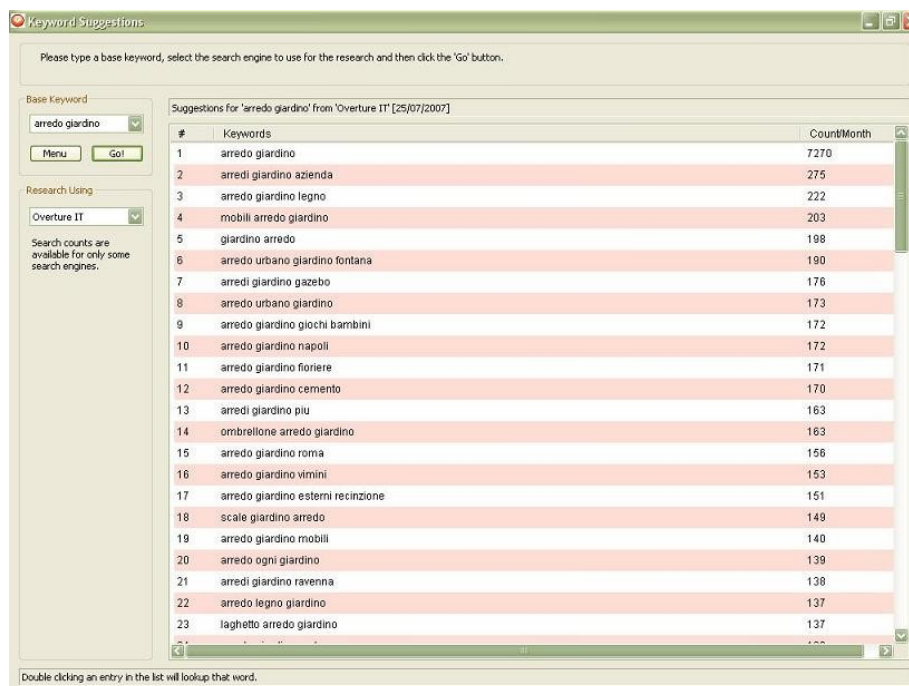 Keyword Suggestions
Please type a base keyword, select the search engine to use for the research and then click the 'Go' button.
Base Keyword
arredo giardino
Menu Go!
Research Using
Overture IT
Search counts are
available for only some
search engines.
Suggestions for 'arredo giardino' from 'Overture IT' [25/07/2007]
# Keywords Count/Month
1 arredo giardino 7270
2 arredi giardino azienda 275
3 arredo giardino legno 222
4 mobili arredo giardino 203
5 giardino arredo 198
6 arredo urbano giardino fontana 190
7 arredi giardino gazebo 176
8 arredo urbano giardino 173
9 arredo giardino giochi bambini 172
10 arredo giardino napoli 172
11 arredo giardino fioriere 171
12 arredo giardino cemento 170
13 arredi giardino piu 163
14 ombrellone arredo giardino 163
15 arredo giardino roma 156
16 arredo giardino vimini 153
17 arredo giardino esterni recinzione 151
18 scale giardino arredo 149
19 arredo giardino mobili 140
20 arredo ogni giardino 139
21 arredi giardino ravenna 138
22 arredo legno giardino 137
23 laghetto arredo giardino 137
Double clicking an entry in the list will lookup that word.